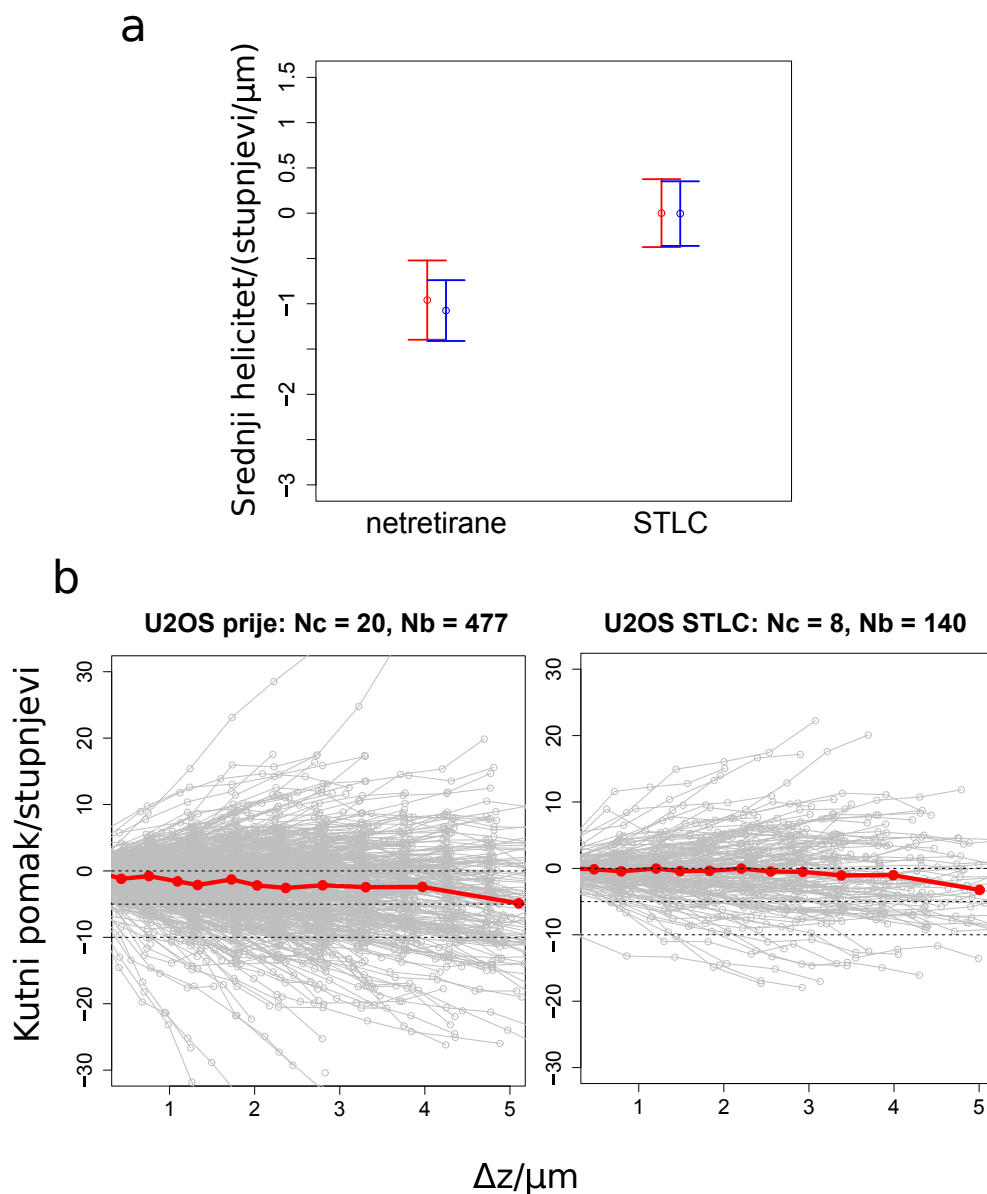 a
Srednji helicitet/(stupnjevi/μm)
1.5
1
0.5
0
−1
−2
−3
netretirane
STLC
b
U2OS prije: Nc = 20, Nb = 477
U2OS STLC: Nc = 8, Nb = 140
Kutni pomak/stupnjevi
30
20
10
0
−10
−20
−30
1 2 3 4 5
30
20
10
0
−10
−20
−30
1 2 3 4 5
Δz/μm